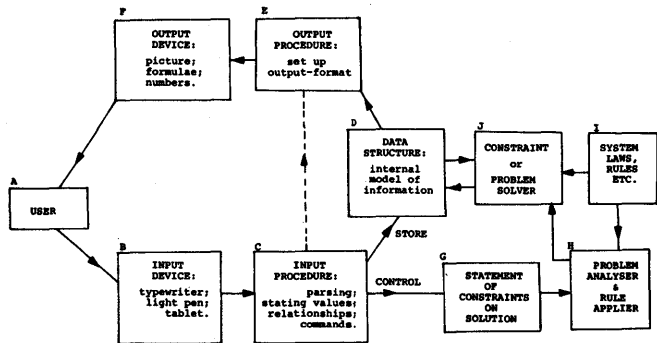 F
OUTPUT
DEVICE:
picture;
formulae;
numbers.
E
OUTPUT
PROCEDURE:
set up
output-format
D
DATA
STRUCTURE:
internal
model of
information
J
CONSTRAINT
or
PROBLEM
SOLVER
I
SYSTEM
LAWS,
RULES
ETC.
A
USER
B
INPUT
DEVICE:
typewriter;
light pen;
tablet.
C
INPUT
PROCEDURE:
parsing;
stating values;
relationships;
commands.
STORE
CONTROL
G
STATEMENT
OF
CONSTRAINTS
ON
SOLUTION
H
PROBLEM
ANALYSER
&
RULE
APPLIER